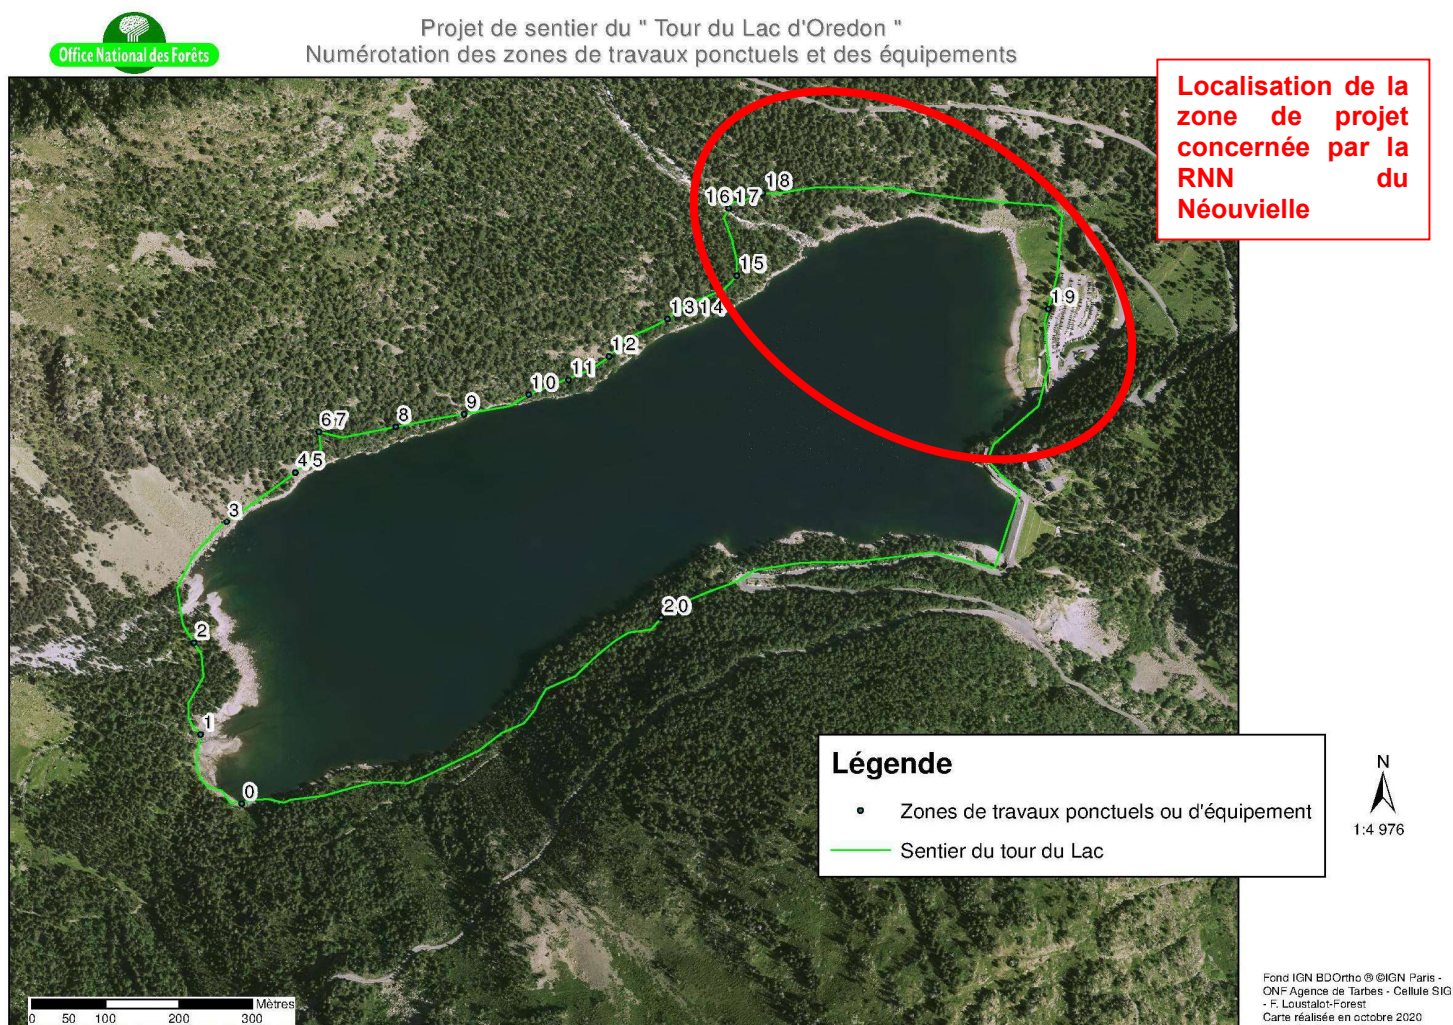 Office National des Forêts
Projet de sentier du " Tour du Lac d'Oredon "
Numérotation des zones de travaux ponctuels et des équipements
Localisation de la
zone de projet
concernée par la
RNN du
Néouvielle
18
16 17
15
19
13 14
12
11
10
9
8
6 7
4 5
3
2
20
1
0
Légende
Zones de travaux ponctuels ou d'équipement
Sentier du tour du Lac
N
1:4 976
Mètres
0 50 100 200 300
Fond IGN BDOrtho ® @IGN Paris -
ONF Agence de Tarbes - Cellule SIG
- F. Loustalot-Forest
Carte réalisée en octobre 2020